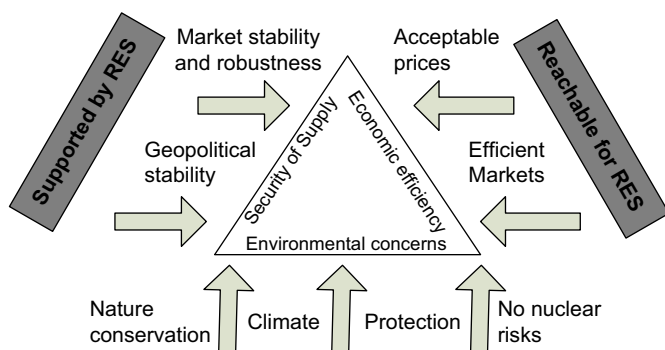 Supported by RES
Market stability
and robustness
Acceptable
prices
Reachable for RES
Geopolitical
stability
Security of Supply
Economic efficiency
Efficient
Markets
Environmental concerns
Nature
conservation
Climate
Protection
No nuclear
risks